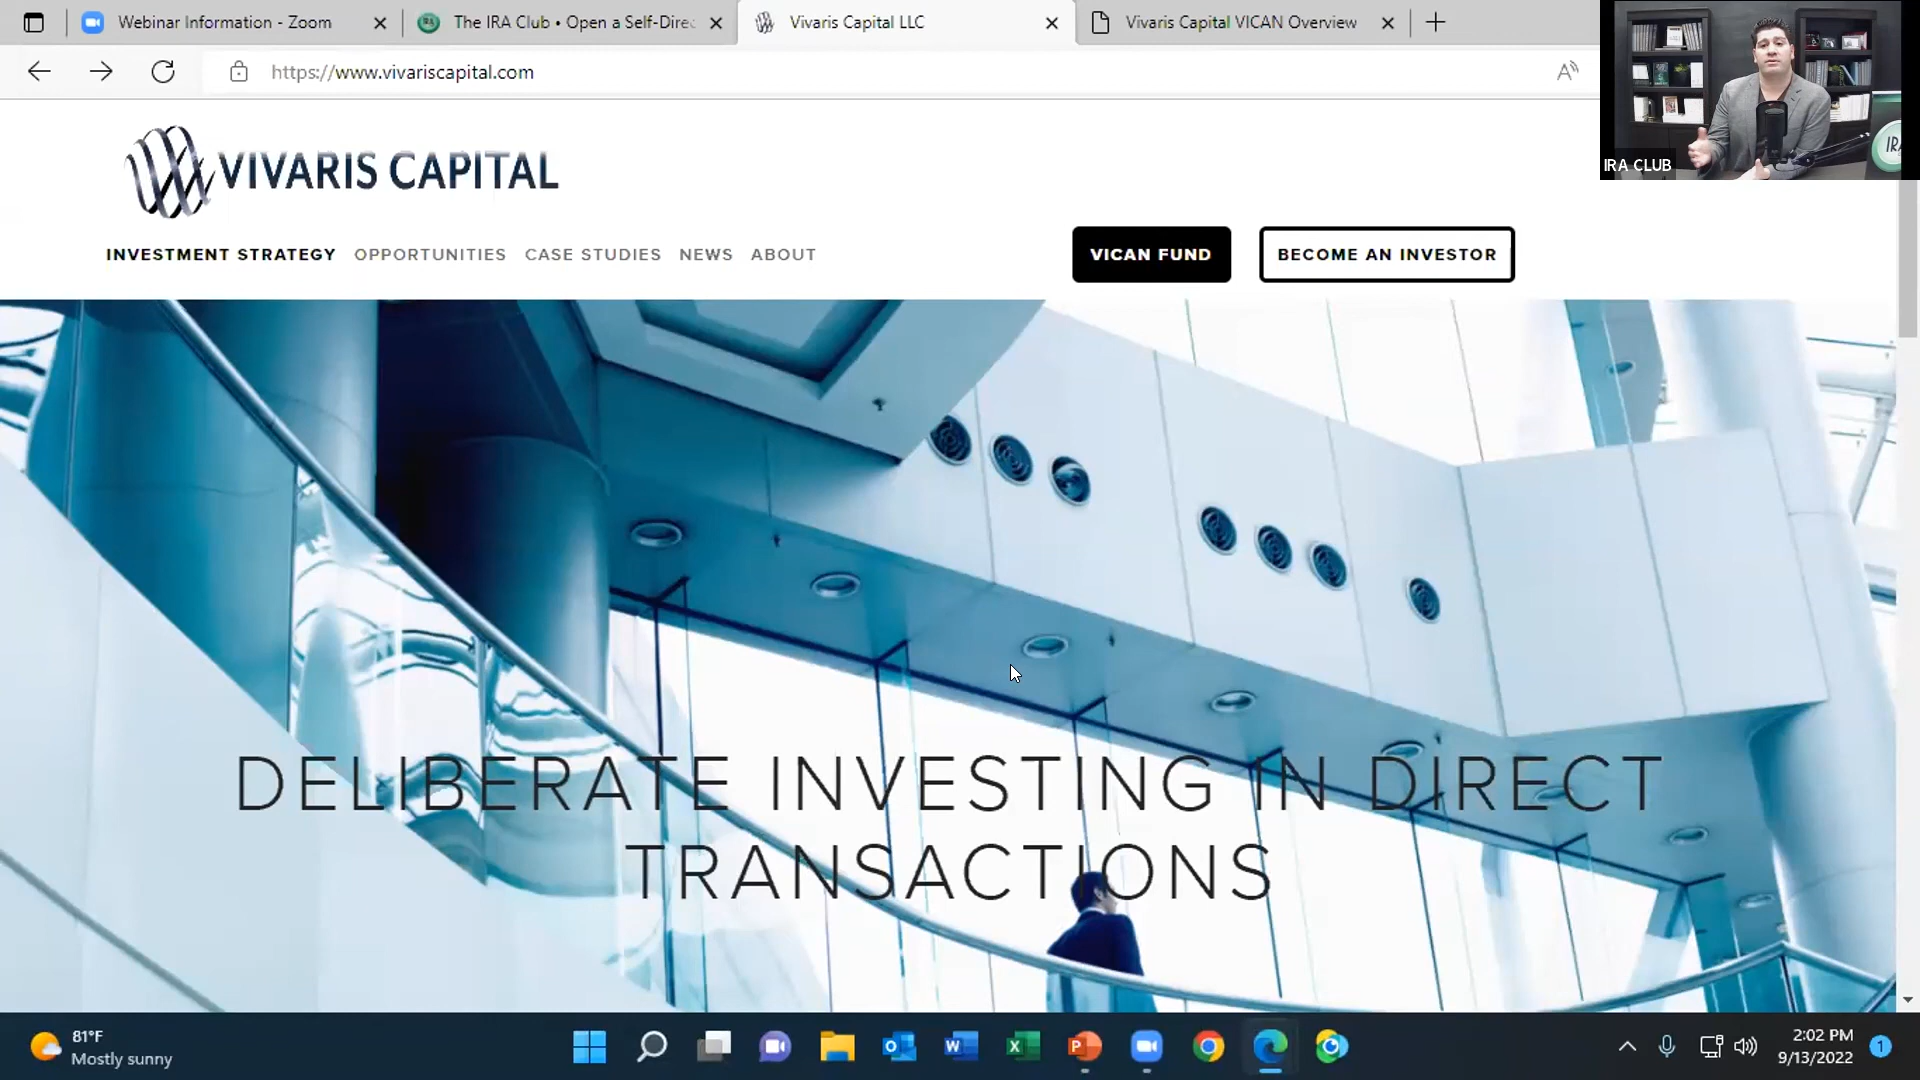 Webinar Information - Zoom
The IRA Club • Open a Self-Direc
Vivaris Capital LLC
Vivaris Capital VICAN Overview
https://www.vivariscapital.com
IRA CLUB
VIVARIS CAPITAL
INVESTMENT STRATEGY OPPORTUNITIES CASE STUDIES NEWS ABOUT
VICAN FUND
BECOME AN INVESTOR
DELIBERATE INVESTING IN DIRECT
TRANSACTIONS
81°F
Mostly sunny
2:02 PM
9/13/2022
1